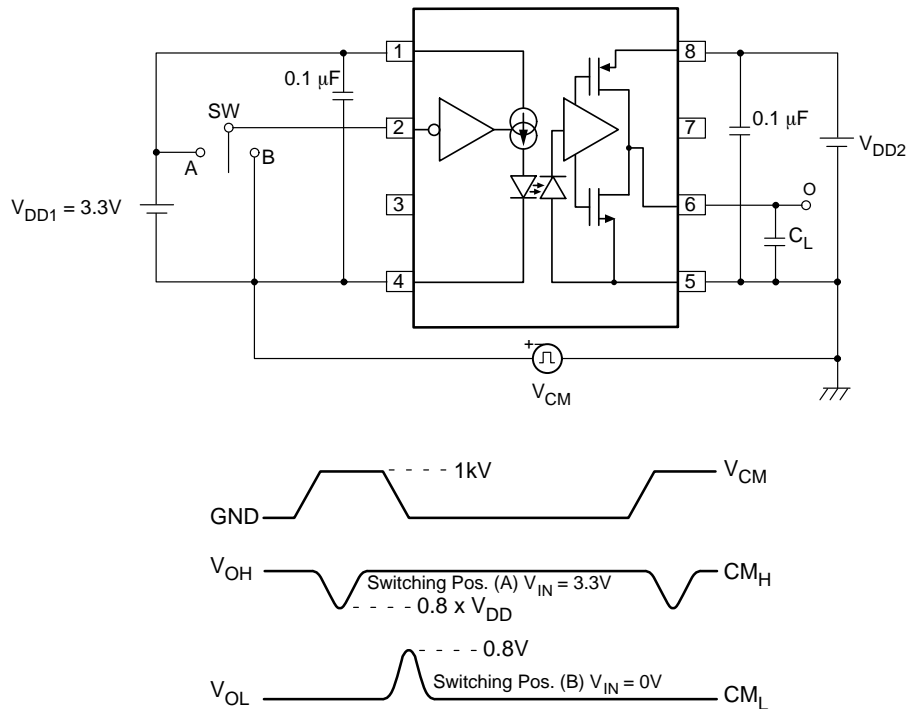 1
8
0.1 μF
SW
2
7
0.1 μF
A
B
V_DD2
V_DD1 = 3.3V
3
6
O
C_L
4
5
+–
V_CM
1kV
V_CM
GND
V_OH
Switching Pos. (A) V_IN = 3.3V
CM_H
0.8 x V_DD
0.8V
V_OL
Switching Pos. (B) V_IN = 0V
CM_L